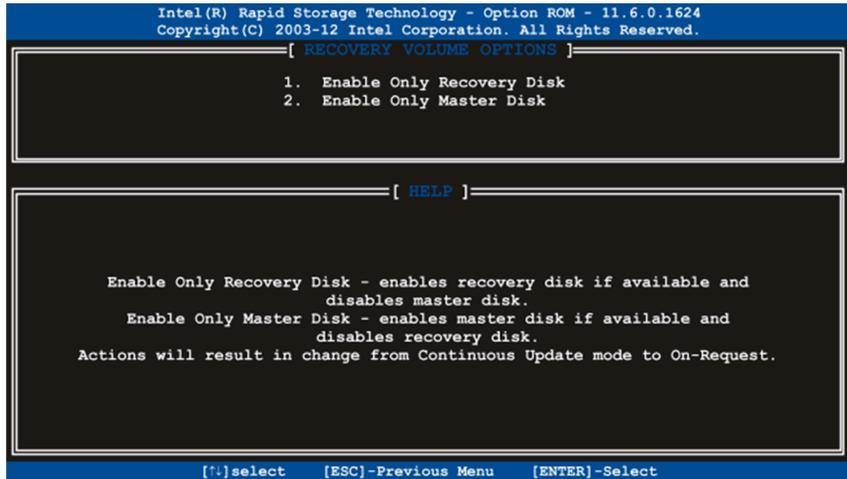 Intel(R) Rapid Storage Technology - Option ROM - 11.6.0.1624
Copyright(C) 2003-12 Intel Corporation. All Rights Reserved.
[ RECOVERY VOLUME OPTIONS ]
1. Enable Only Recovery Disk
2. Enable Only Master Disk
[ HELP ]
Enable Only Recovery Disk - enables recovery disk if available and
disables master disk.
Enable Only Master Disk - enables master disk if available and
disables recovery disk.
Actions will result in change from Continuous Update mode to On-Request.
[↑↓]select [ESC]-Previous Menu [ENTER]-Select